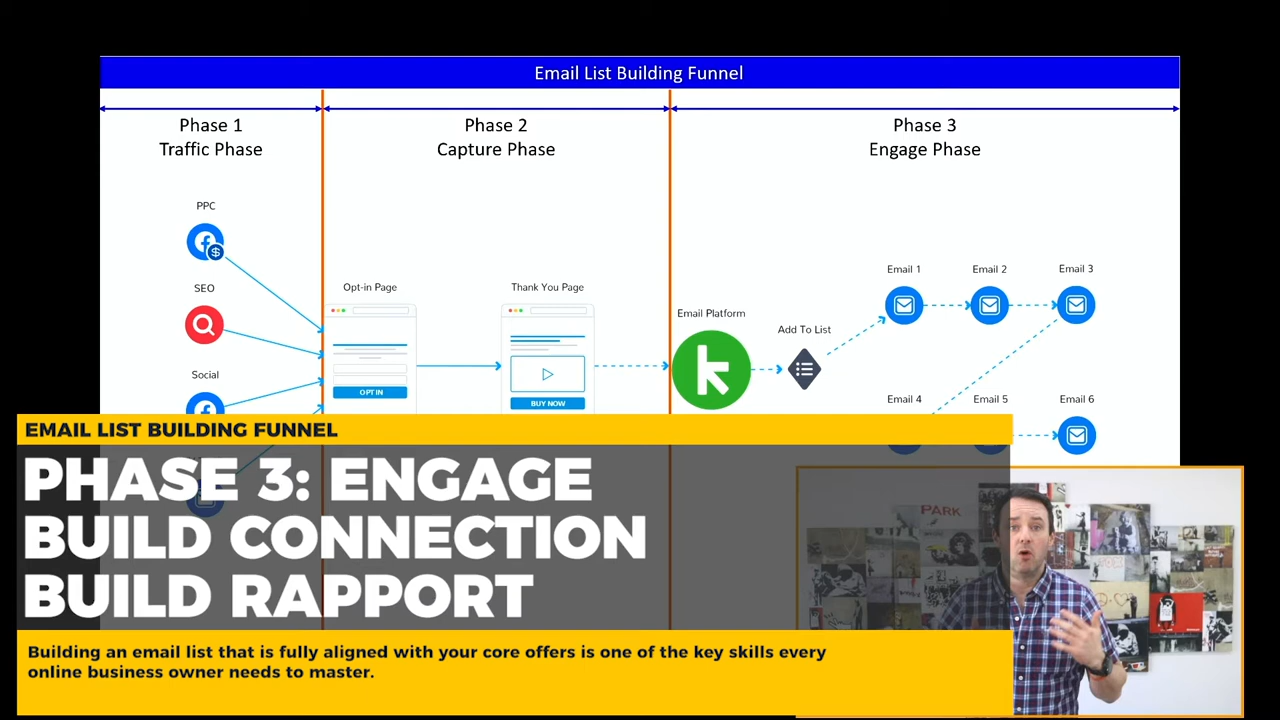 Email List Building Funnel
Phase 1
Traffic Phase
Phase 2
Capture Phase
Phase 3
Engage Phase
PPC
$
SEO
Social
Opt-in Page
OPT IN
Thank You Page
BUY NOW
Email Platform
k
Add To List
Email 1
Email 2
Email 3
Email 4
Email 5
Email 6
EMAIL LIST BUILDING FUNNEL
PHASE 3: ENGAGE
BUILD CONNECTION
BUILD RAPPORT
Building an email list that is fully aligned with your core offers is one of the key skills every
online business owner needs to master.
PARK